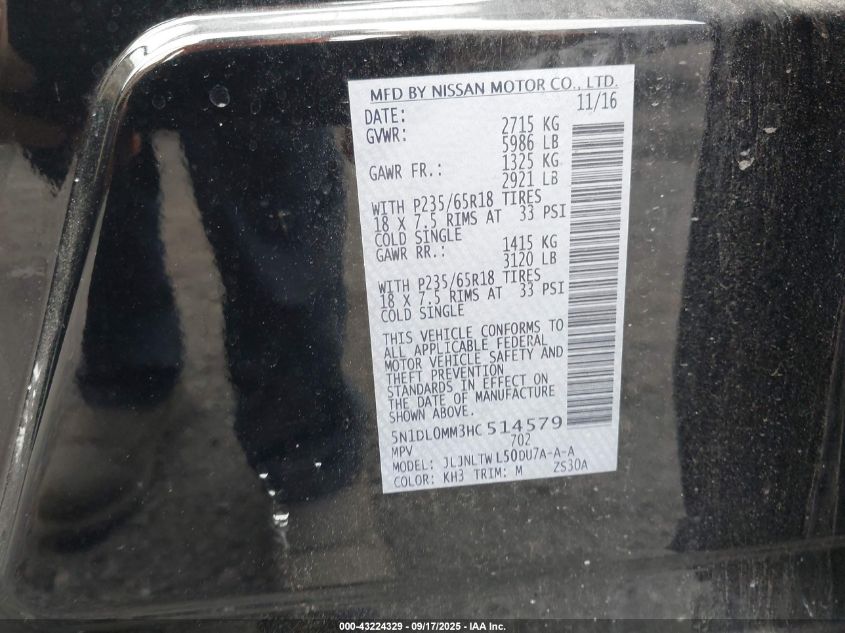 MFD BY NISSAN MOTOR CO., LTD.
DATE: 11/16
GVWR: 2715 KG
5986 LB
GAWR FR.: 1325 KG
2921 LB
WITH P235/65R18 TIRES
18 X 7.5 RIMS AT 33 PSI
COLD SINGLE
GAWR RR.: 1415 KG
3120 LB
WITH P235/65R18 TIRES
18 X 7.5 RIMS AT 33 PSI
COLD SINGLE
THIS VEHICLE CONFORMS TO
ALL APPLICABLE FEDERAL
MOTOR VEHICLE SAFETY AND
THEFT PREVENTION
STANDARDS IN EFFECT ON
THE DATE OF MANUFACTURE
SHOWN ABOVE.
5N1DL0MM3HC514579
MPV 702
MODEL: JLJNLTWL50DU7A-A-A
COLOR: KH3 TRIM: M ZS30A
000-43224329 - 09/17/2025 - IAA Inc.